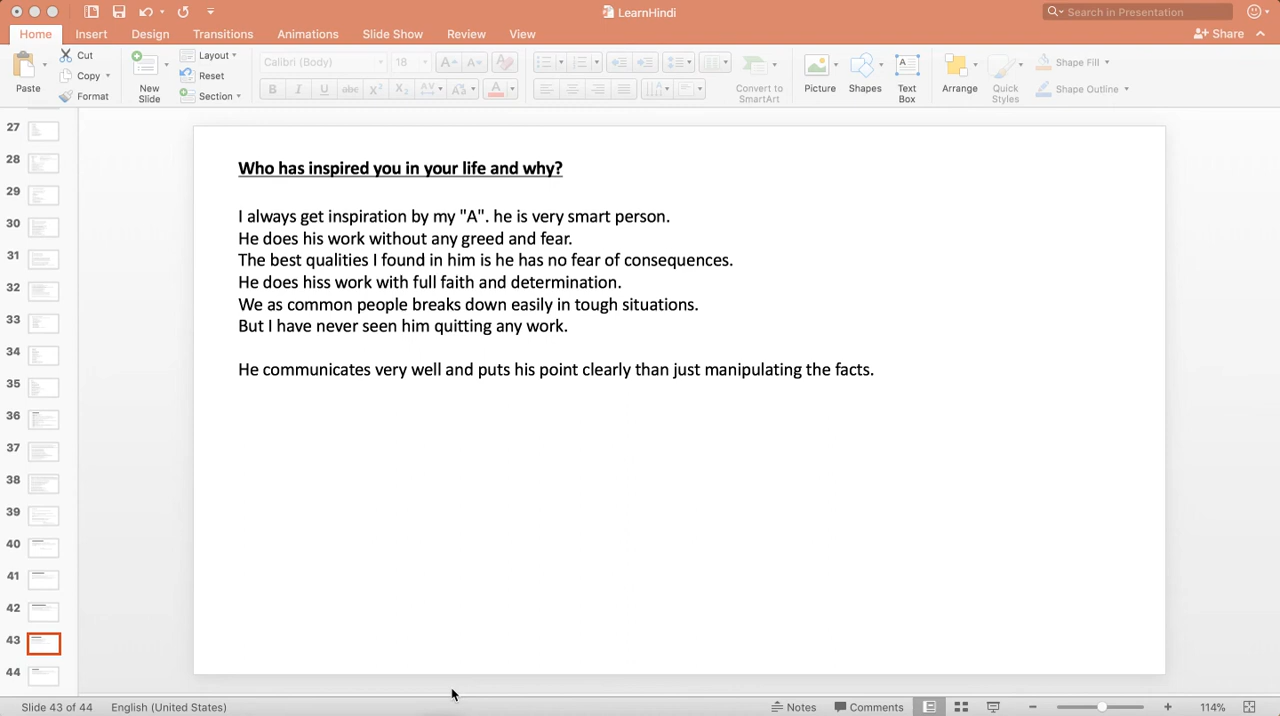 LearnHindi
Search in Presentation
Home Insert Design Transitions Animations Slide Show Review View Share
Paste
Cut
Copy
Format
New Slide
Layout
Reset
Section
Calibri (Body) 18
Convert to SmartArt
Picture
Shapes
Text Box
Arrange
Quick Styles
Shape Fill
Shape Outline
27
28
29
30
31
32
33
34
35
36
37
38
39
40
41
42
43
44
Who has inspired you in your life and why?
I always get inspiration by my "A". he is very smart person.
He does his work without any greed and fear.
The best qualities I found in him is he has no fear of consequences.
He does hiss work with full faith and determination.
We as common people breaks down easily in tough situations.
But I have never seen him quitting any work.
He communicates very well and puts his point clearly than just manipulating the facts.
Slide 43 of 44 English (United States) Notes Comments 114%